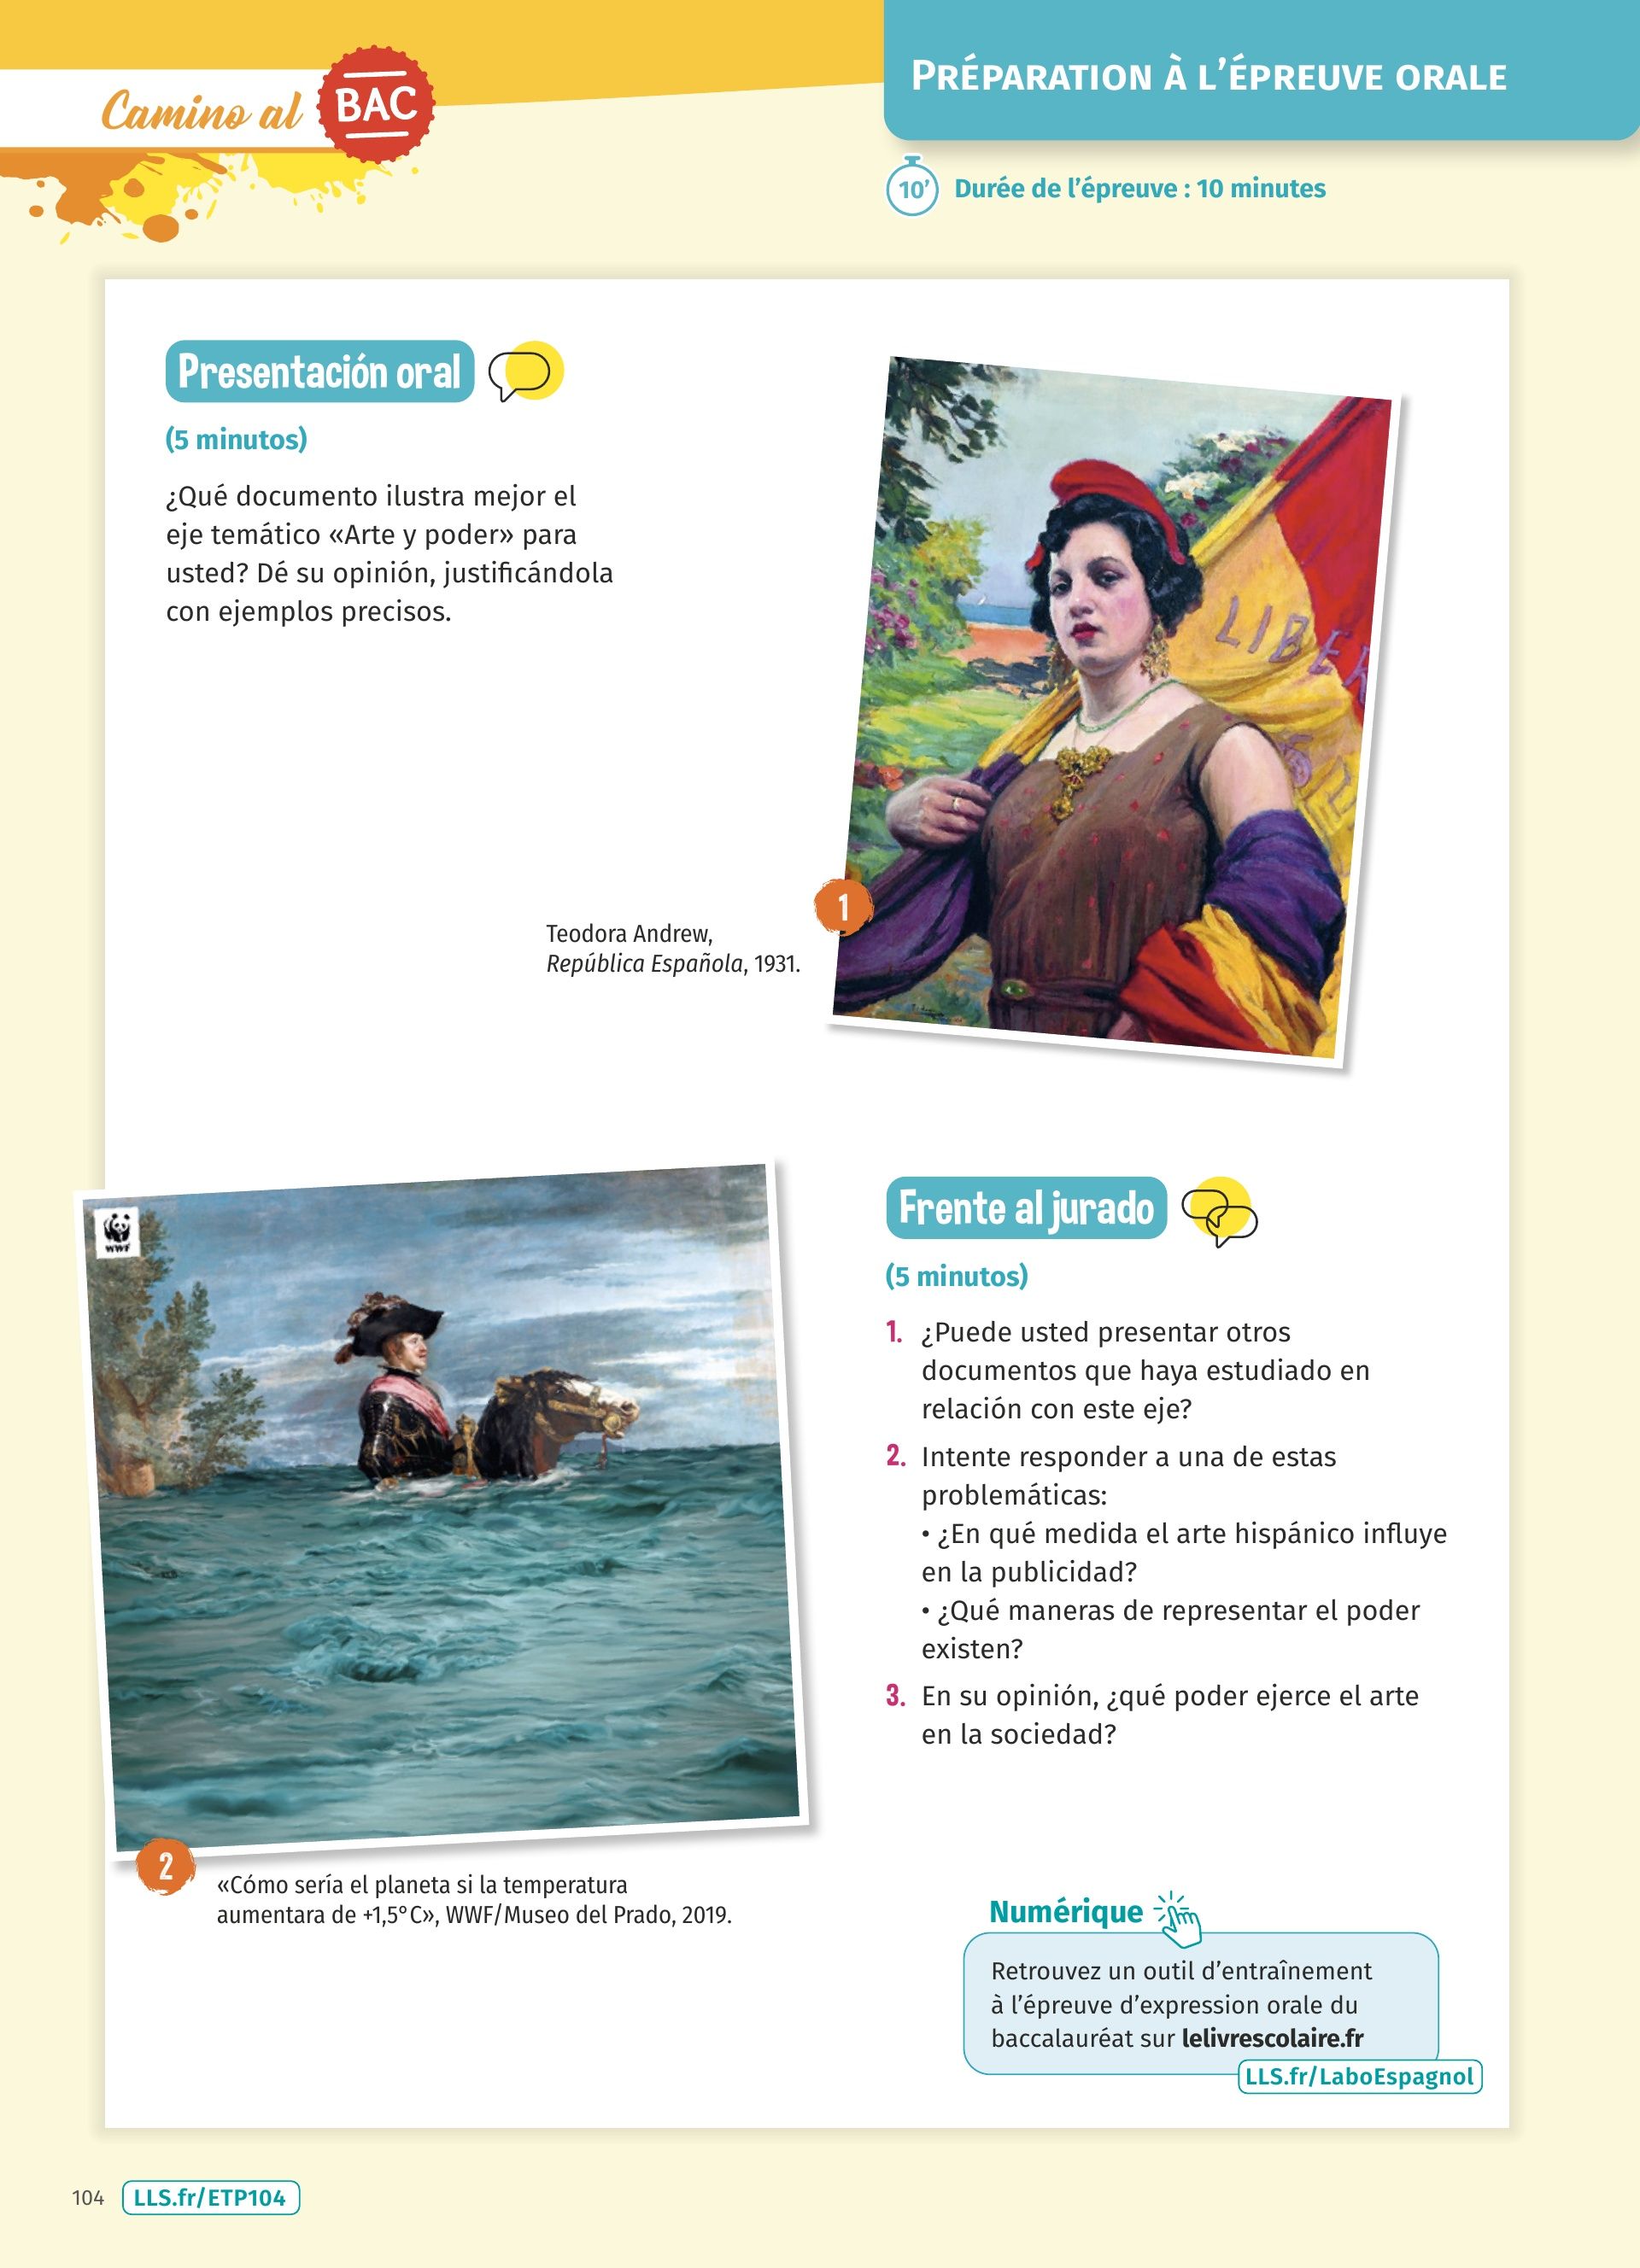 Camino al BAC
PRÉPARATION À L'ÉPREUVE ORALE
10' Durée de l'épreuve : 10 minutes
Presentación oral
(5 minutos)
¿Qué documento ilustra mejor el
eje temático «Arte y poder» para
usted? Dé su opinión, justificándola
con ejemplos precisos.
LIBER
1
Teodora Andrew,
República Española, 1931.
WWF
2
«Cómo sería el planeta si la temperatura
aumentara de +1,5°C», WWF/Museo del Prado, 2019.
Frente al jurado
(5 minutos)
1. ¿Puede usted presentar otros
documentos que haya estudiado en
relación con este eje?
2. Intente responder a una de estas
problemáticas:
• ¿En qué medida el arte hispánico influye
en la publicidad?
• ¿Qué maneras de representar el poder
existen?
3. En su opinión, ¿qué poder ejerce el arte
en la sociedad?
Numérique
Retrouvez un outil d'entraînement
à l'épreuve d'expression orale du
baccalauréat sur lelivrescolaire.fr
LLS.fr/LaboEspagnol
104 LLS.fr/ETP104